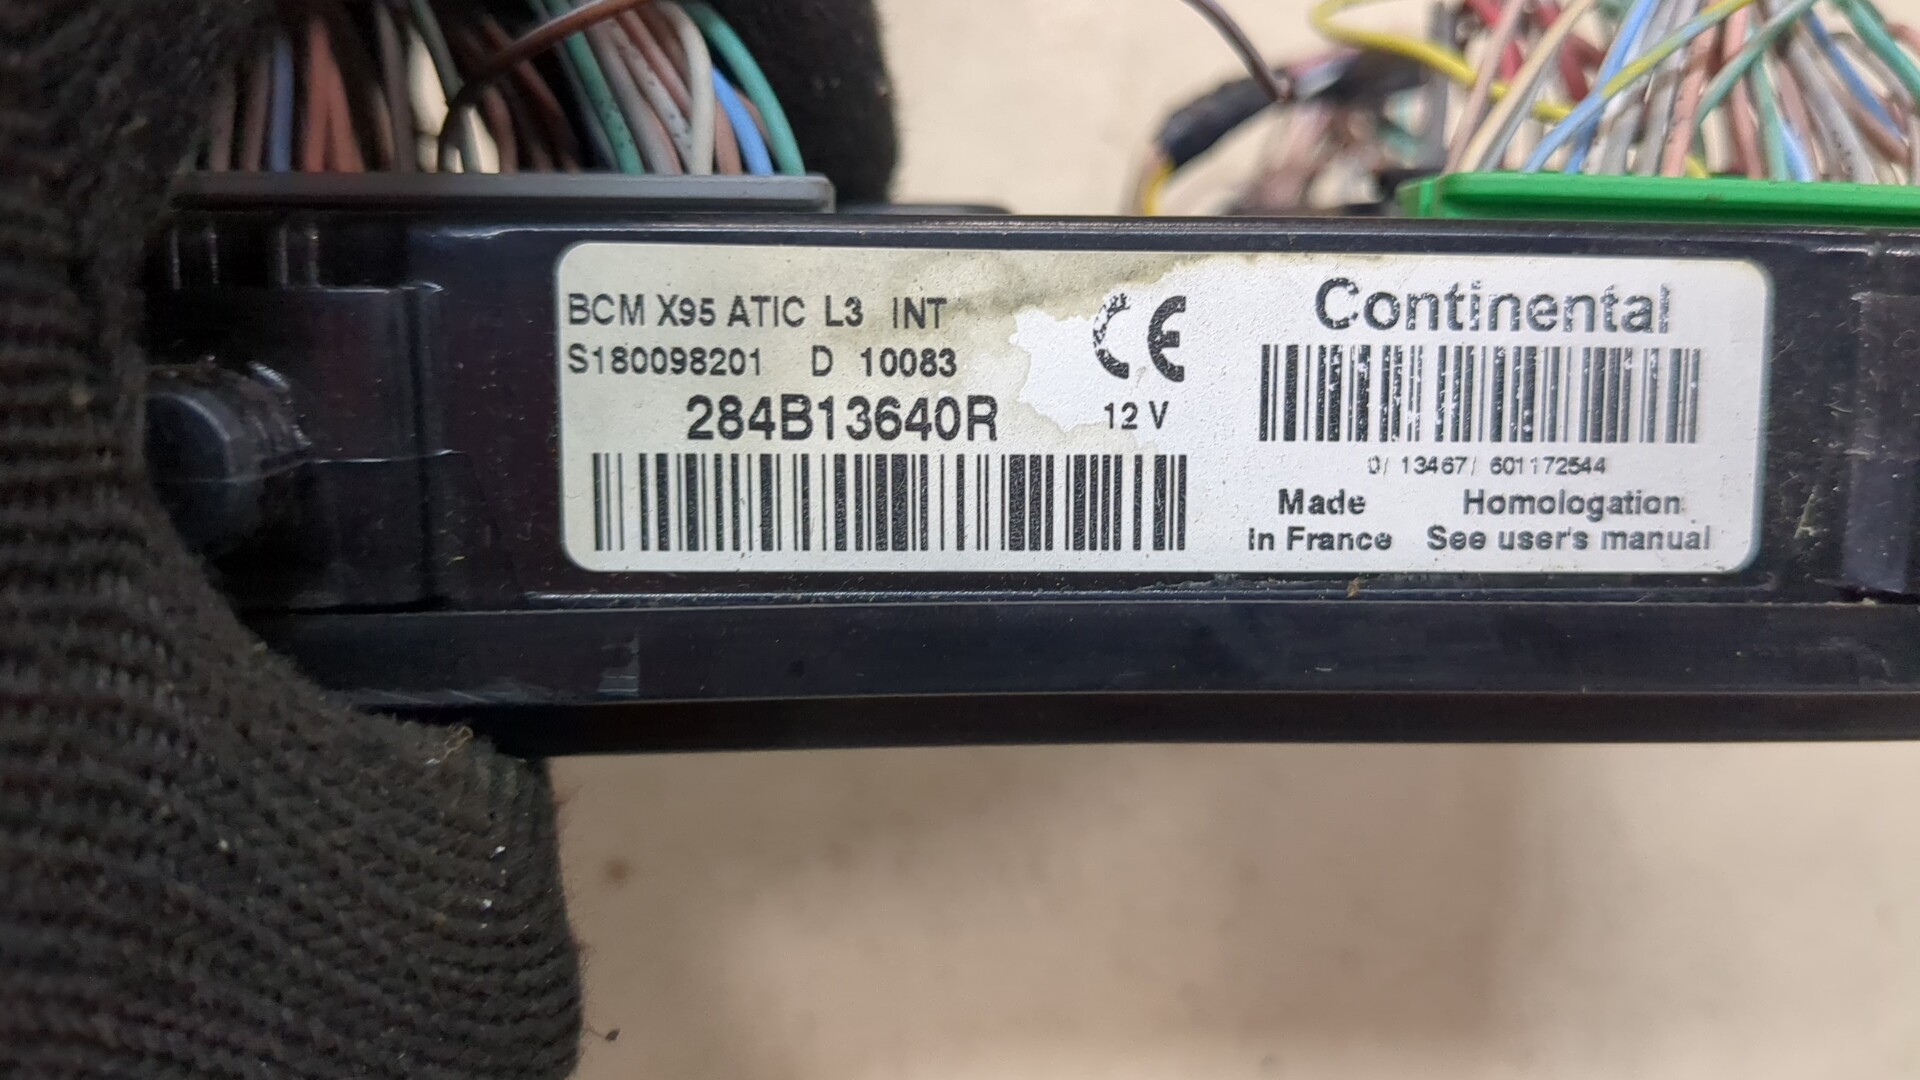 BCM X95 ATIC L3 INT
S180098201 D 10083
284B13640R
CE
12 V
Continental
0/ 13467/ 601172544
Made
in France
Homologation
See user's manual